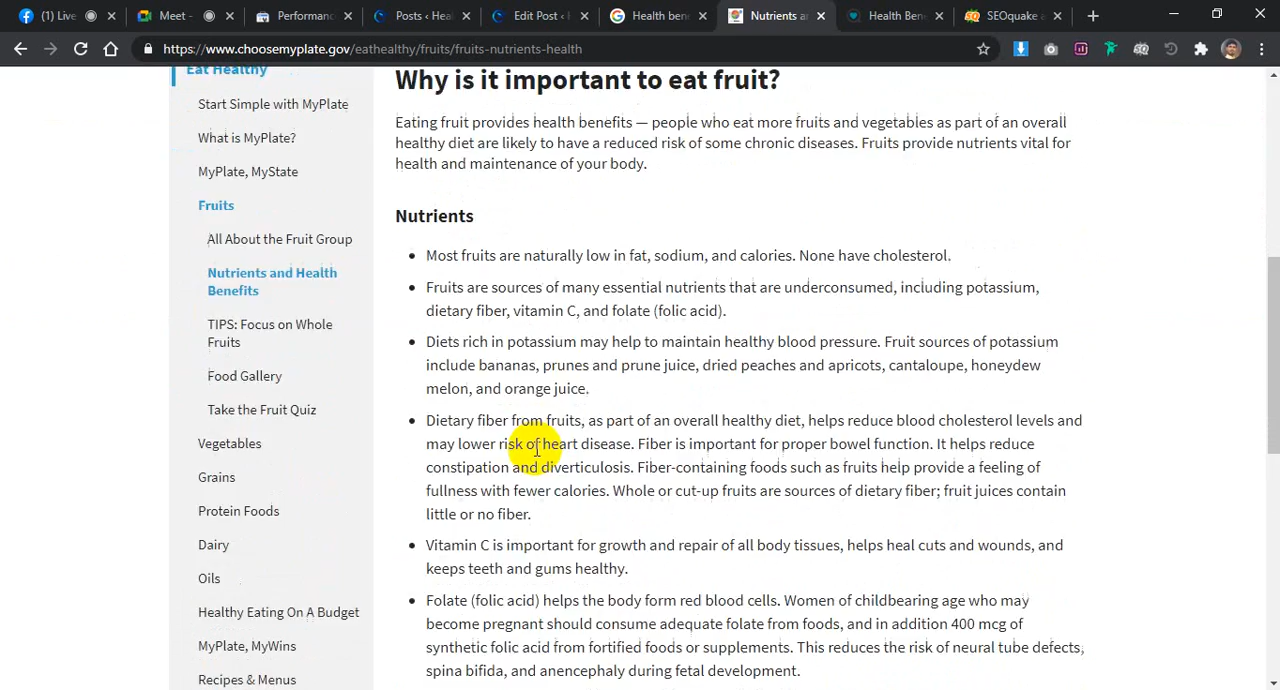 Live
Meet -
Performanc
Posts ‹ Hea
Edit Post ‹
Health bene
Nutrients a
Health Ben
SEOquake a
https://www.choosemyplate.gov/eathealthy/fruits/fruits-nutrients-health
Eat Healthy
Start Simple with MyPlate
What is MyPlate?
MyPlate, MyState
Fruits
All About the Fruit Group
Nutrients and Health
Benefits
TIPS: Focus on Whole
Fruits
Food Gallery
Take the Fruit Quiz
Vegetables
Grains
Protein Foods
Dairy
Oils
Healthy Eating On A Budget
MyPlate, MyWins
Recipes & Menus
Why is it important to eat fruit?
Eating fruit provides health benefits — people who eat more fruits and vegetables as part of an overall
healthy diet are likely to have a reduced risk of some chronic diseases. Fruits provide nutrients vital for
health and maintenance of your body.
Nutrients
• Most fruits are naturally low in fat, sodium, and calories. None have cholesterol.
• Fruits are sources of many essential nutrients that are underconsumed, including potassium,
dietary fiber, vitamin C, and folate (folic acid).
• Diets rich in potassium may help to maintain healthy blood pressure. Fruit sources of potassium
include bananas, prunes and prune juice, dried peaches and apricots, cantaloupe, honeydew
melon, and orange juice.
• Dietary fiber from fruits, as part of an overall healthy diet, helps reduce blood cholesterol levels and
may lower risk of heart disease. Fiber is important for proper bowel function. It helps reduce
constipation and diverticulosis. Fiber-containing foods such as fruits help provide a feeling of
fullness with fewer calories. Whole or cut-up fruits are sources of dietary fiber; fruit juices contain
little or no fiber.
• Vitamin C is important for growth and repair of all body tissues, helps heal cuts and wounds, and
keeps teeth and gums healthy.
• Folate (folic acid) helps the body form red blood cells. Women of childbearing age who may
become pregnant should consume adequate folate from foods, and in addition 400 mcg of
synthetic folic acid from fortified foods or supplements. This reduces the risk of neural tube defects,
spina bifida, and anencephaly during fetal development.